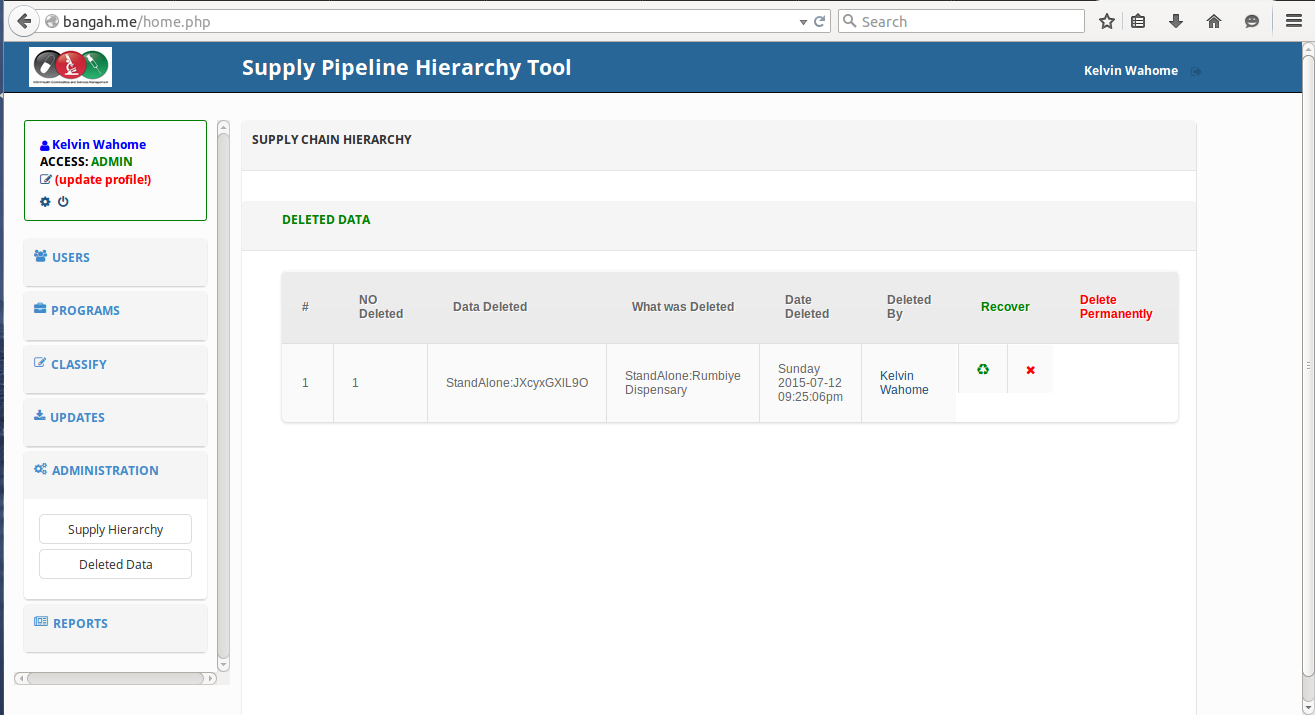 bangah.me/home.php
Search
Supply Pipeline Hierarchy Tool
Kelvin Wahome
Kelvin Wahome
ACCESS: ADMIN
(update profile!)
USERS
PROGRAMS
CLASSIFY
UPDATES
ADMINISTRATION
Supply Hierarchy
Deleted Data
REPORTS
SUPPLY CHAIN HIERARCHY
DELETED DATA
# NO Deleted Data Deleted What was Deleted Date Deleted Deleted By Recover Delete Permanently
1 1 StandAlone:JXcyxGXlL9O StandAlone:Rumbiye Dispensary Sunday 2015-07-12 09:25:06pm Kelvin Wahome